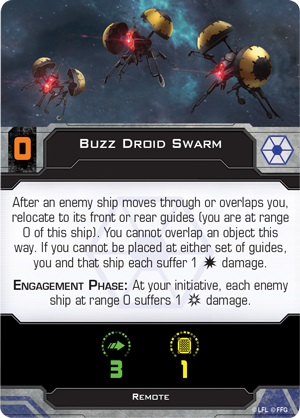 0
Buzz Droid Swarm
After an enemy ship moves through or overlaps you,
relocate to its front or rear guides (you are at range
0 of this ship). You cannot overlap an object this
way. If you cannot be placed at either set of guides,
you and that ship each suffer 1 damage.
Engagement Phase: At your initiative, each enemy
ship at range 0 suffers 1 damage.
3
1
Remote
©LFL ©FFG